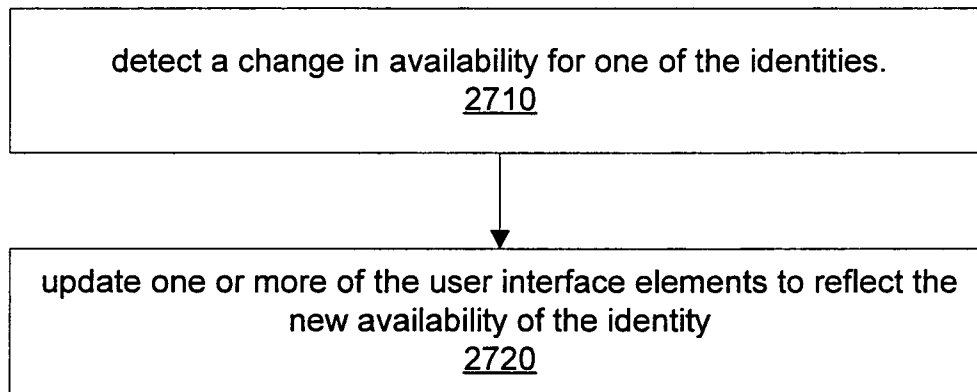 detect a change in availability for one of the identities.
2710
update one or more of the user interface elements to reflect the
new availability of the identity
2720